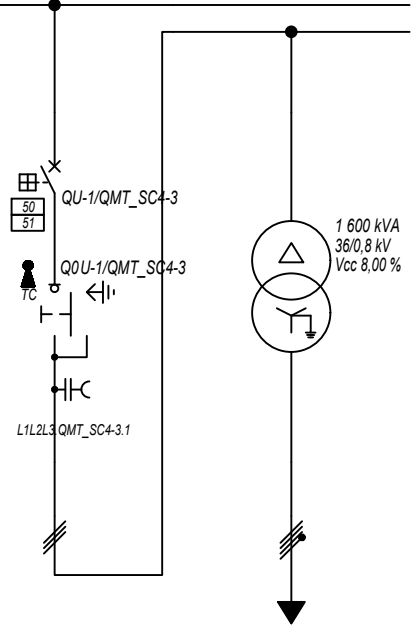 QU-1/QMT_SC4-3
50
51
Q0U-1/QMT_SC4-3
TC
L1L2L3.QMT_SC4-3.1
1 600 kVA
36/0,8 kV
Vcc 8,00 %